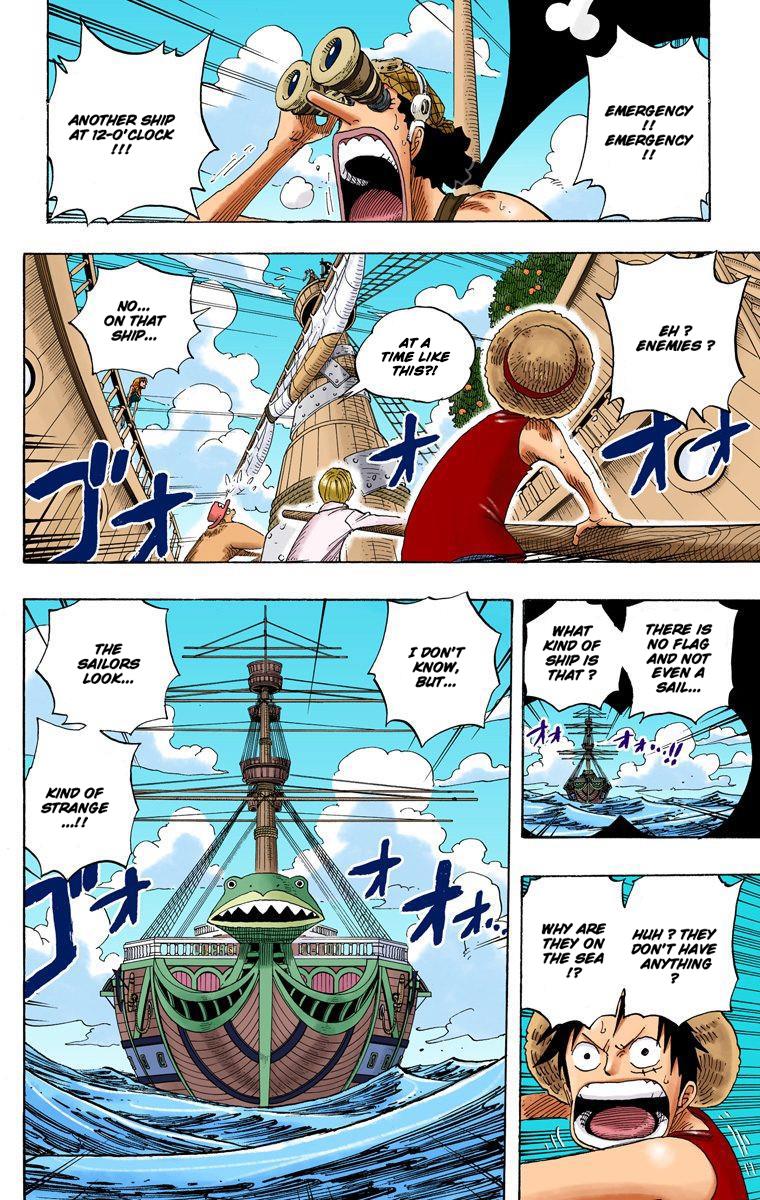 EMERGENCY
!!
EMERGENCY
!!
ANOTHER SHIP
AT 12-O'CLOCK
!!!
EH ?
ENEMIES ?
AT A
TIME LIKE
THIS?!
NO...
ON THAT
SHIP...
ゴオオオオ
THERE IS
NO FLAG
AND NOT
EVEN A
SAIL...
WHAT
KIND OF
SHIP IS
THAT ?
オオオオ...!!
HUH ? THEY
DON'T HAVE
ANYTHING
?
WHY ARE
THEY ON
THE SEA
!?
I DON'T
KNOW,
BUT...
THE
SAILORS
LOOK...
KIND OF
STRANGE
...!!
ゴオオオオ...